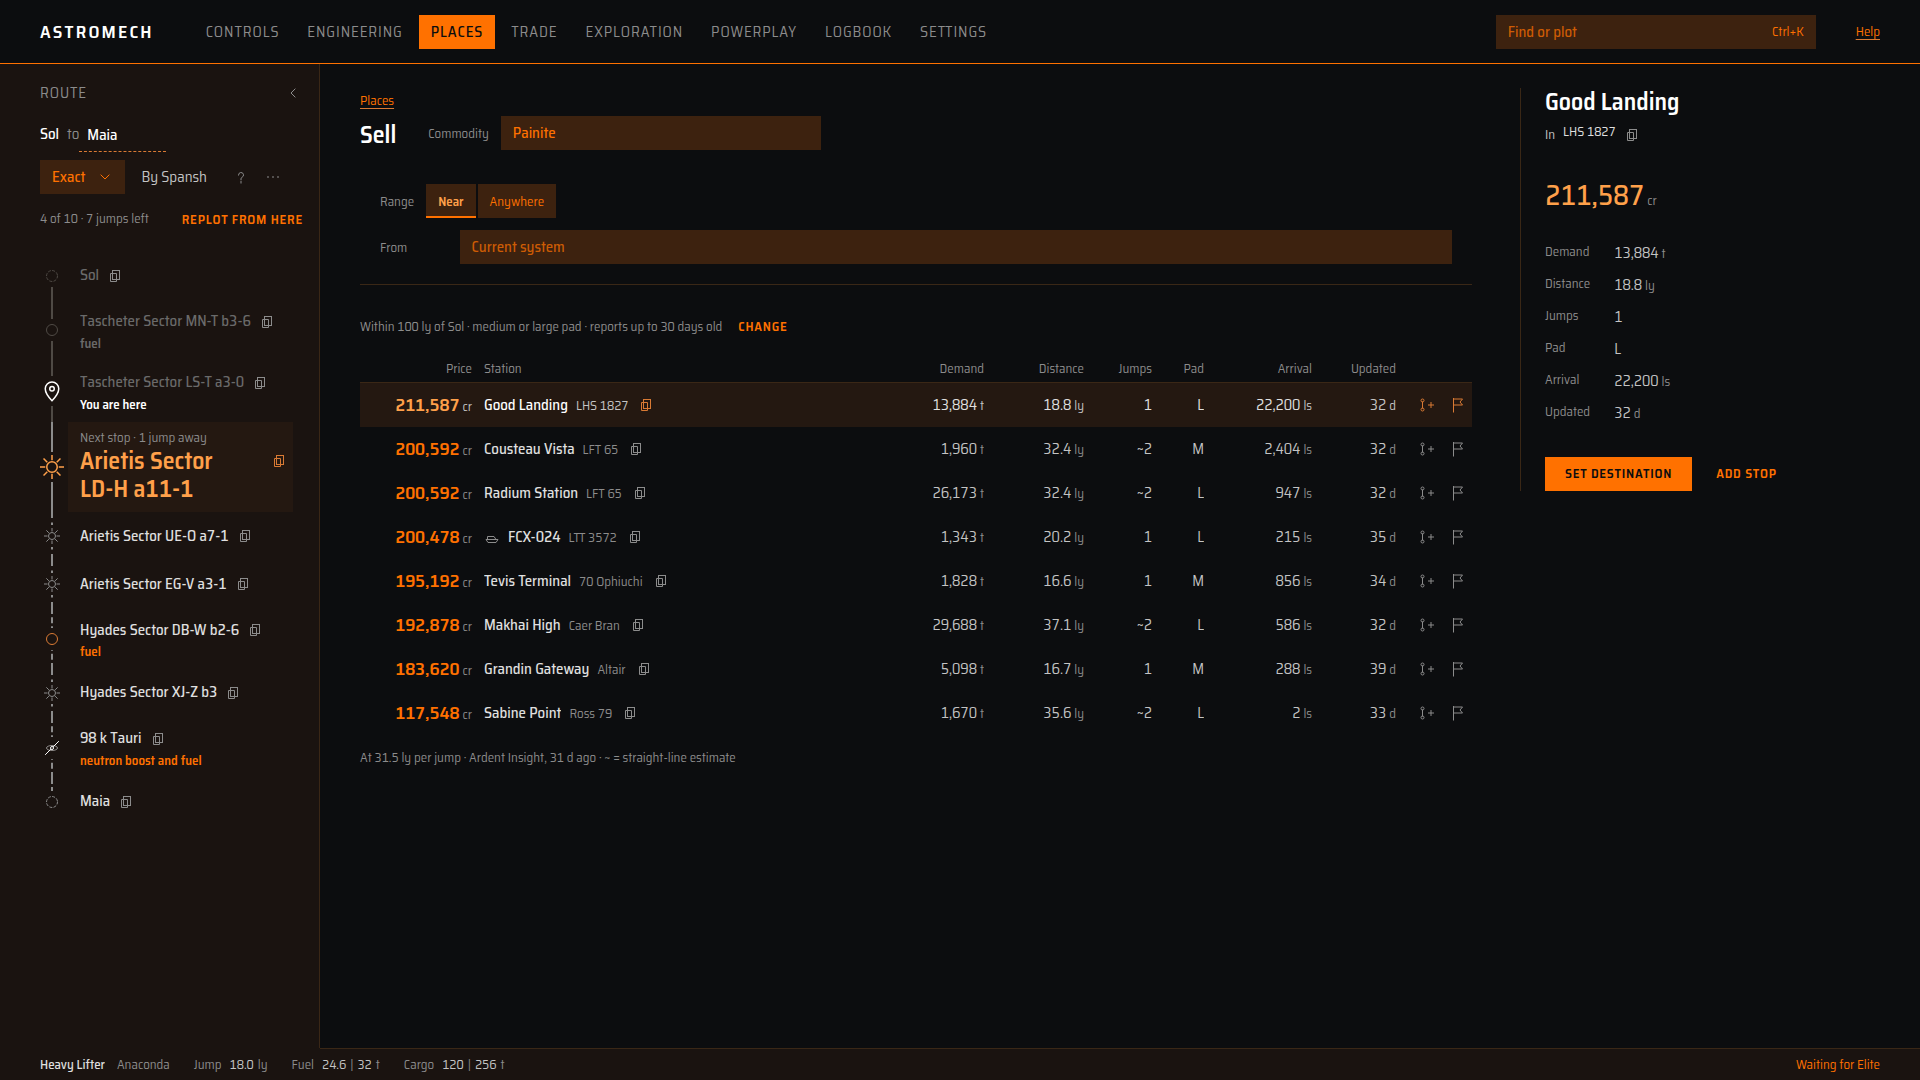 ASTROMECH CONTROLS ENGINEERING PLACES TRADE EXPLORATION POWERPLAY LOGBOOK SETTINGS Find or plot Ctrl+K Help
ROUTE
Sol to Maia
Exact By Spansh ? ...
4 of 10 · 7 jumps left REPLOT FROM HERE
Sol
Tascheter Sector MN-T b3-6
fuel
Tascheter Sector LS-T a3-0
You are here
Next stop · 1 jump away
Arietis Sector
LD-H a11-1
Arietis Sector UE-O a7-1
Arietis Sector EG-V a3-1
Hyades Sector DB-W b2-6
fuel
Hyades Sector XJ-Z b3
98 k Tauri
neutron boost and fuel
Maia
Places
Sell Commodity Painite
Range Near Anywhere
From Current system
Within 100 ly of Sol · medium or large pad · reports up to 30 days old CHANGE
Price Station Demand Distance Jumps Pad Arrival Updated
211,587 cr Good Landing LHS 1827 13,884 t 18.8 ly 1 L 22,200 ls 32 d
200,592 cr Cousteau Vista LFT 65 1,960 t 32.4 ly ~2 M 2,404 ls 32 d
200,592 cr Radium Station LFT 65 26,173 t 32.4 ly ~2 L 947 ls 32 d
200,478 cr FCX-024 LTT 3572 1,343 t 20.2 ly 1 L 215 ls 35 d
195,192 cr Tevis Terminal 70 Ophiuchi 1,828 t 16.6 ly 1 M 856 ls 34 d
192,878 cr Makhai High Caer Bran 29,688 t 37.1 ly ~2 L 586 ls 32 d
183,620 cr Grandin Gateway Altair 5,098 t 16.7 ly 1 M 288 ls 39 d
117,548 cr Sabine Point Ross 79 1,670 t 35.6 ly ~2 L 2 ls 33 d
At 31.5 ly per jump · Ardent Insight, 31 d ago · ~ = straight-line estimate
Good Landing
In LHS 1827
211,587 cr
Demand 13,884 t
Distance 18.8 ly
Jumps 1
Pad L
Arrival 22,200 ls
Updated 32 d
SET DESTINATION ADD STOP
Heavy Lifter Anaconda Jump 18.0 ly Fuel 24.6 | 32 t Cargo 120 | 256 t Waiting for Elite